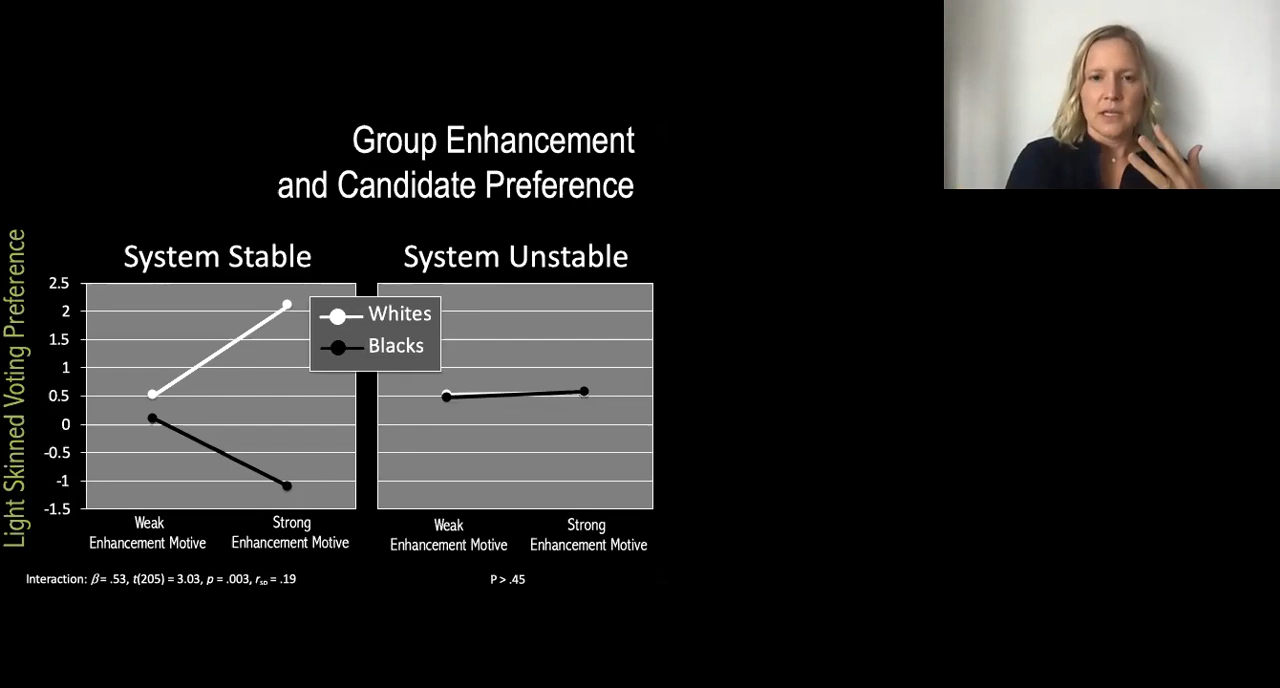 Group Enhancement
and Candidate Preference
System Stable
System Unstable
Light Skinned Voting Preference
2.5
2
1.5
1
0.5
0
-0.5
-1
-1.5
Whites
Blacks
Weak
Enhancement Motive
Strong
Enhancement Motive
Weak
Enhancement Motive
Strong
Enhancement Motive
Interaction: β = .53, t(205) = 3.03, p = .003, rsp = .19
P > .45